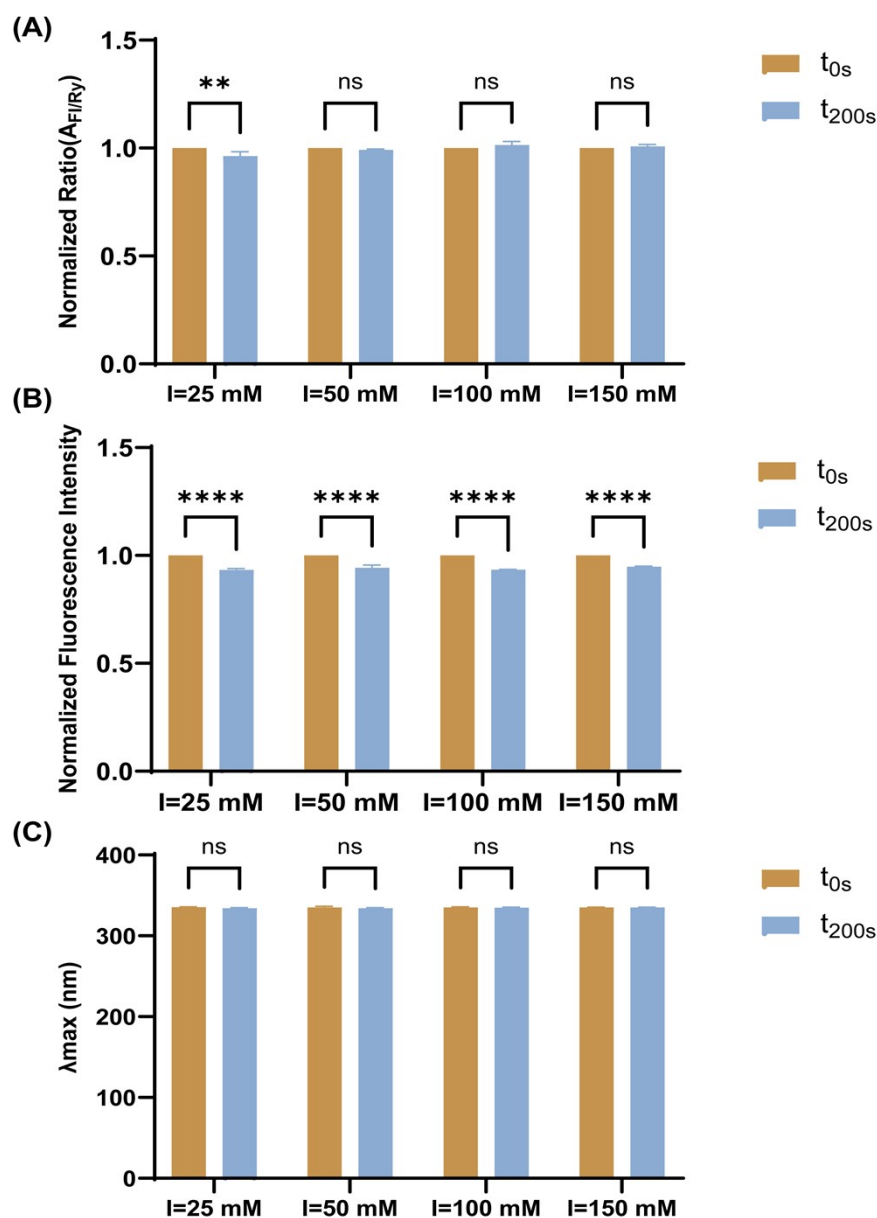 (A)
Normalized Ratio(A_Fl/Ry)
1.5
1.0
0.5
0.0
**
ns
ns
ns
I=25 mM
I=50 mM
I=100 mM
I=150 mM
t0s
t200s
(B)
Normalized Fluorescence Intensity
1.5
1.0
0.5
0.0
****
****
****
****
I=25 mM
I=50 mM
I=100 mM
I=150 mM
t0s
t200s
(C)
λmax (nm)
400
300
200
100
0
ns
ns
ns
ns
I=25 mM
I=50 mM
I=100 mM
I=150 mM
t0s
t200s